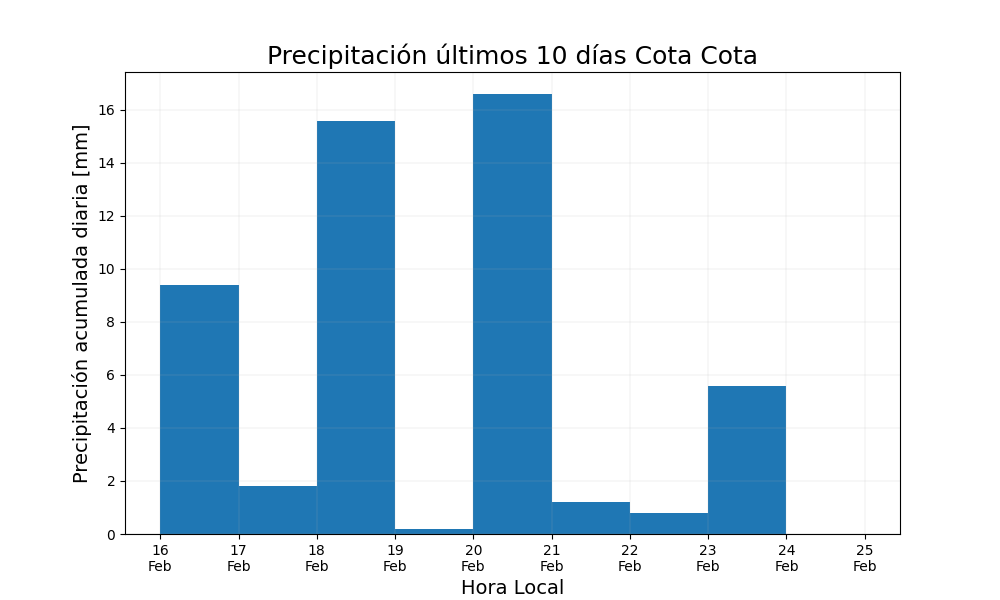 Precipitación últimos 10 días Cota Cota
Precipitación acumulada diaria [mm]
16
14
12
10
8
6
4
2
0
16 17 18 19 20 21 22 23 24 25
Feb Feb Feb Feb Feb Feb Feb Feb Feb Feb
Hora Local